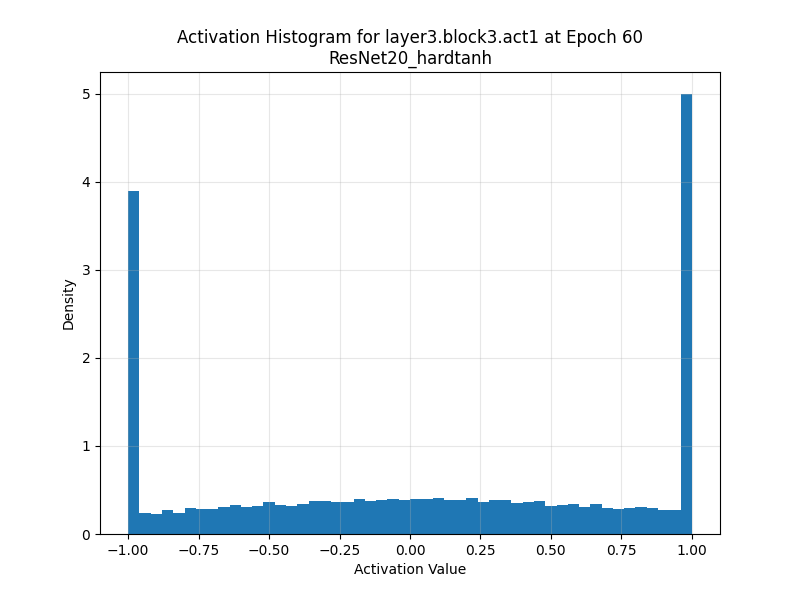 Activation Histogram for layer3.block3.act1 at Epoch 60
ResNet20_hardtanh
5
4
3
2
1
0
Density
−1.00 −0.75 −0.50 −0.25 0.00 0.25 0.50 0.75 1.00
Activation Value